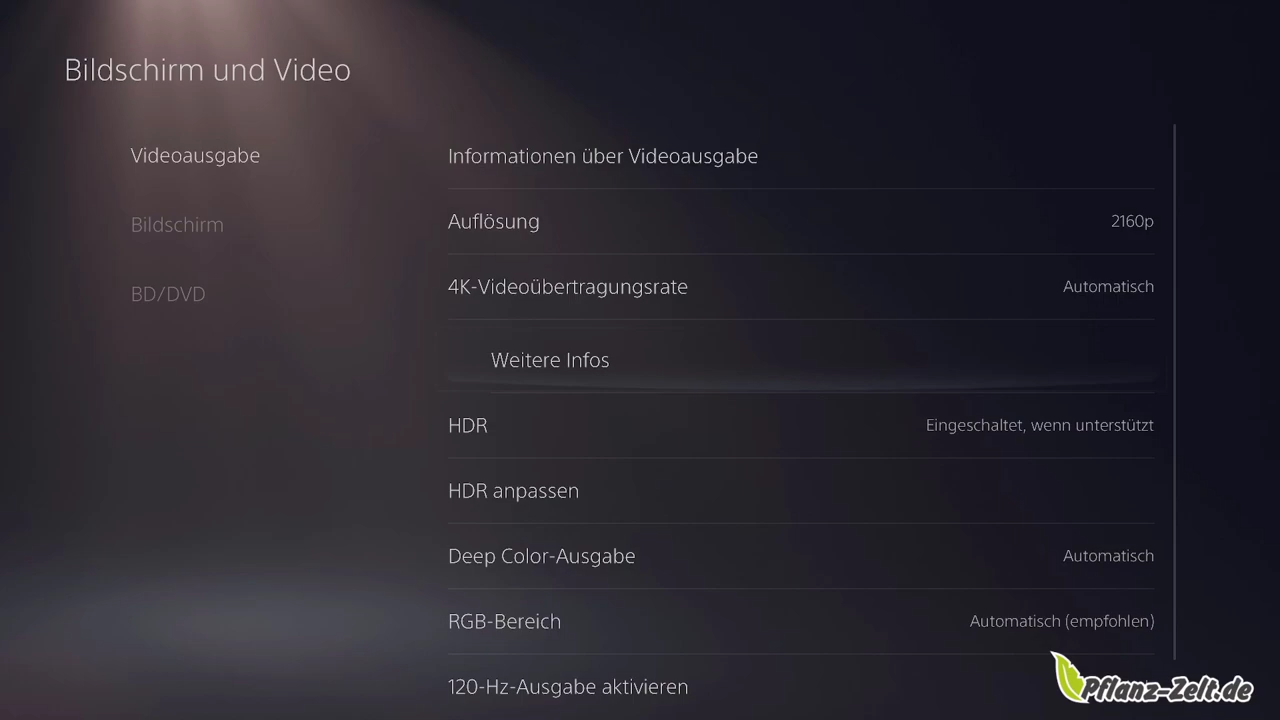 Bildschirm und Video
Videoausgabe
Bildschirm
BD/DVD
Informationen über Videoausgabe
Auflösung 2160p
4K-Videoübertragungsrate Automatisch
Weitere Infos
HDR Eingeschaltet, wenn unterstützt
HDR anpassen
Deep Color-Ausgabe Automatisch
RGB-Bereich Automatisch (empfohlen)
120-Hz-Ausgabe aktivieren
Pflanz-Zelt.de